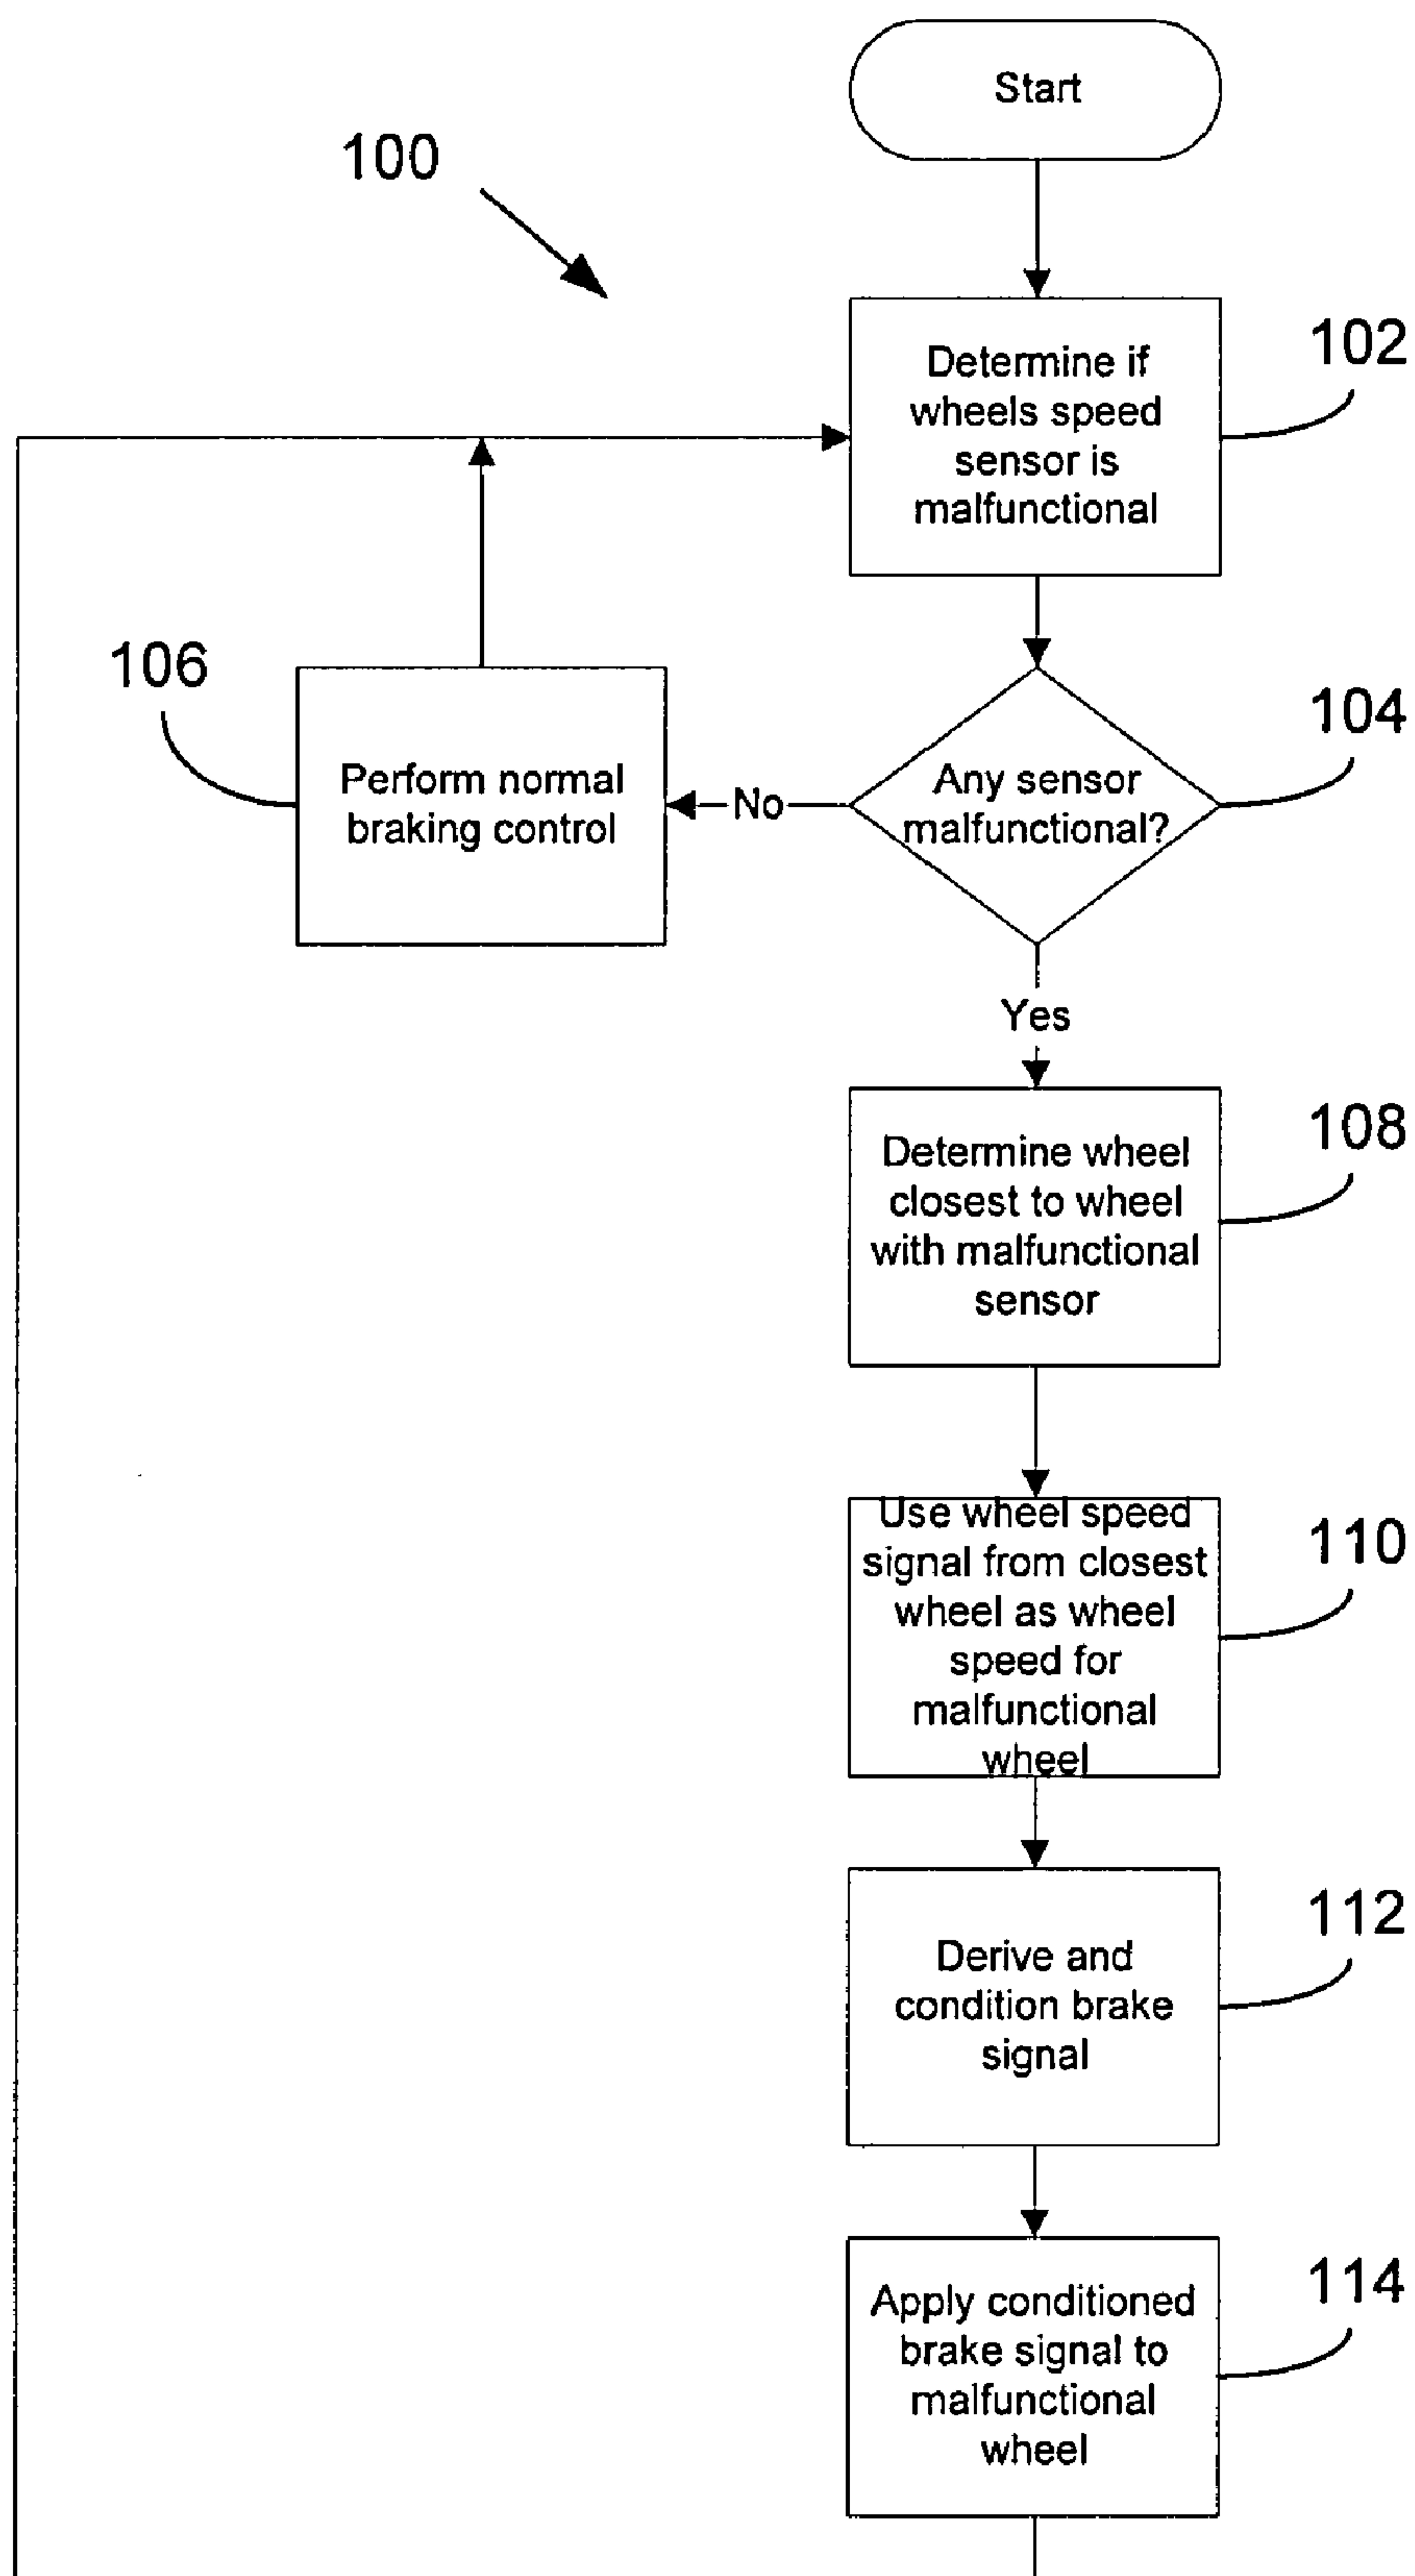 Start
100
Determine if
wheels speed
sensor is
malfunctional
102
106
Perform normal
braking control
No
Any sensor
malfunctional?
104
Yes
Determine wheel
closest to wheel
with malfunctional
sensor
108
Use wheel speed
signal from closest
wheel as wheel
speed for
malfunctional
wheel
110
Derive and
condition brake
signal
112
Apply conditioned
brake signal to
malfunctional
wheel
114